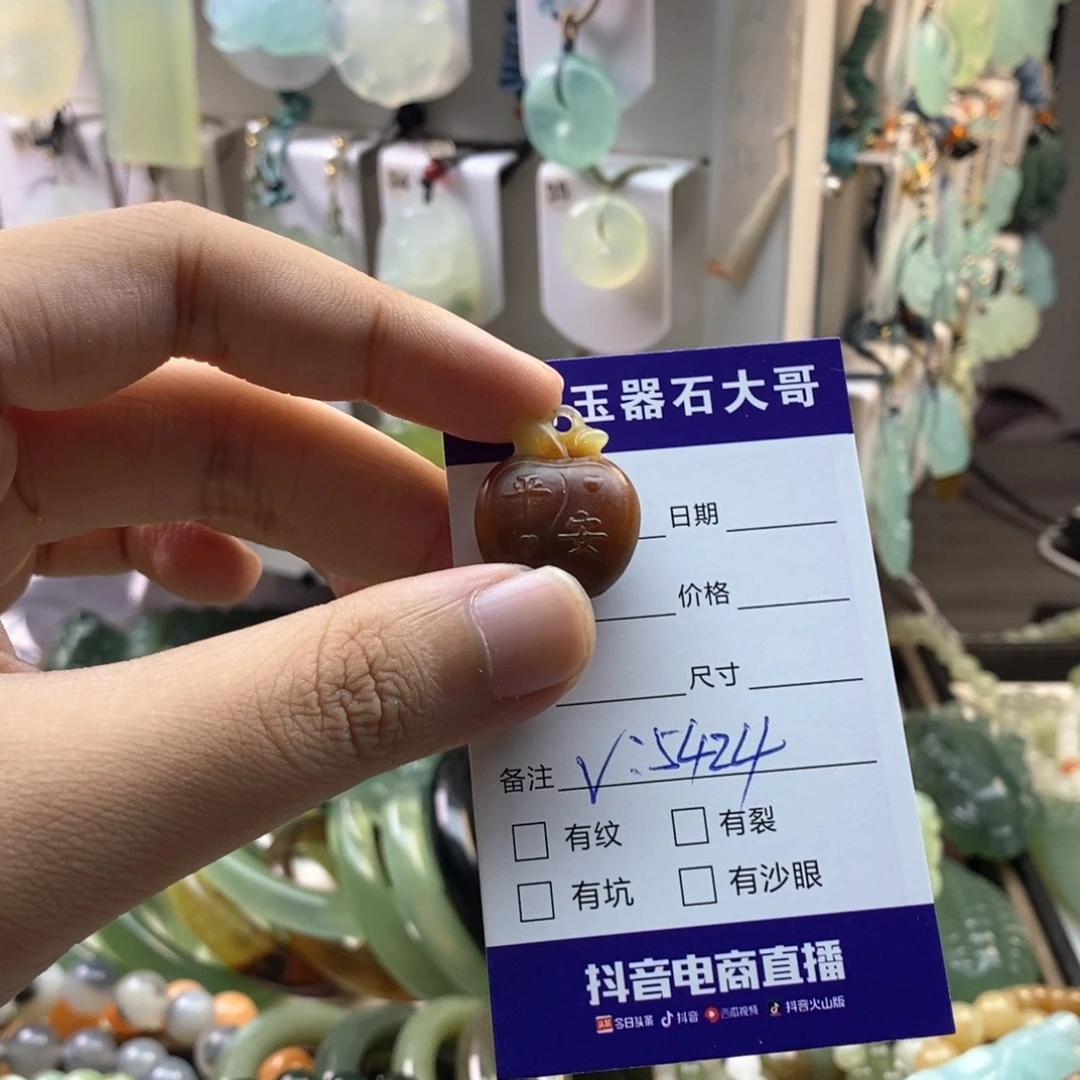 玉器石大哥
平
安
日期
价格
尺寸
备注 V:5424
有纹 有裂
有坑 有沙眼
抖音电商直播
头条 今日头条 抖音 西瓜视频 抖音火山版